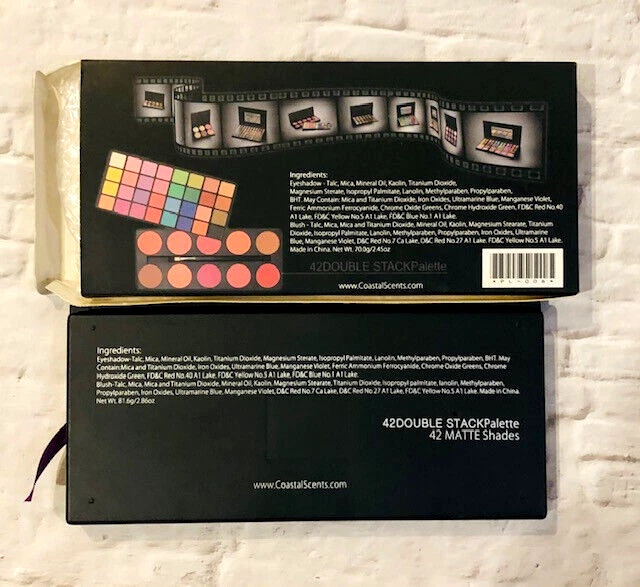 Ingredients:
Eyeshadow - Talc, Mica, Mineral Oil, Kaolin, Titanium Dioxide,
Magnesium Sterate, Isopropyl Palmitate, Lanolin, Methylparaben, Propylparaben,
BHT. May Contain: Mica and Titanium Dioxide, Iron Oxides, Ultramarine Blue, Manganese Violet,
Ferric Ammonium Ferrocyanide, Chrome Oxide Greens, Chrome Hydroxide Green, FD&C Red No.40
A1 Lake, FD&C Yellow No.5 A1 Lake, FD&C Blue No.1 A1 Lake.
Blush - Talc, Mica, Mica and Titanium Dioxide, Mineral Oil, Kaolin, Magnesium Stearate, Titanium
Dioxide, Isopropyl Palmitate, Lanolin, Methylparaben, Propylparaben, Iron Oxides, Ultramarine
Blue, Manganese Violet, D&C Red No.7 Ca Lake, D&C Red No.27 A1 Lake, FD&C Yellow No.5 A1 Lake.
Made in China. Net Wt. 70.0g/2.45oz
42DOUBLE STACKPalette
www.CoastalScents.com
*PL-006*
Ingredients:
Eyeshadow-Talc, Mica, Mineral Oil, Kaolin, Titanium Dioxide, Magnesium Sterate, Isopropyl Palmitate, Lanolin, Methylparaben, Propylparaben, BHT. May
Contain:Mica and Titanium Dioxide, Iron Oxides, Ultramarine Blue, Manganese Violet, Ferric Ammonium Ferrocyanide, Chrome Oxide Greens, Chrome
Hydroxide Green, FD&C Red No.40 A1 Lake, FD&C Yellow No.5 A1 Lake, FD&C Blue No.1 A1 Lake.
Blush-Talc, Mica, Mica and Titanium Dioxide, Mineral Oil, Kaolin, Magnesium Stearate, Titanium Dioxide, Isopropyl palmitate, lanolin, Methylparaben,
Propylparaben, Iron Oxides, Ultramarine Blue, Manganese Violet, D&C Red No.7 Ca Lake, D&C Red No.27 A1 Lake, FD&C Yellow No.5 A1 Lake. Made in China.
Net Wt. 81.6g/2.86oz
42DOUBLE STACKPalette
42 MATTE Shades
www.CoastalScents.com